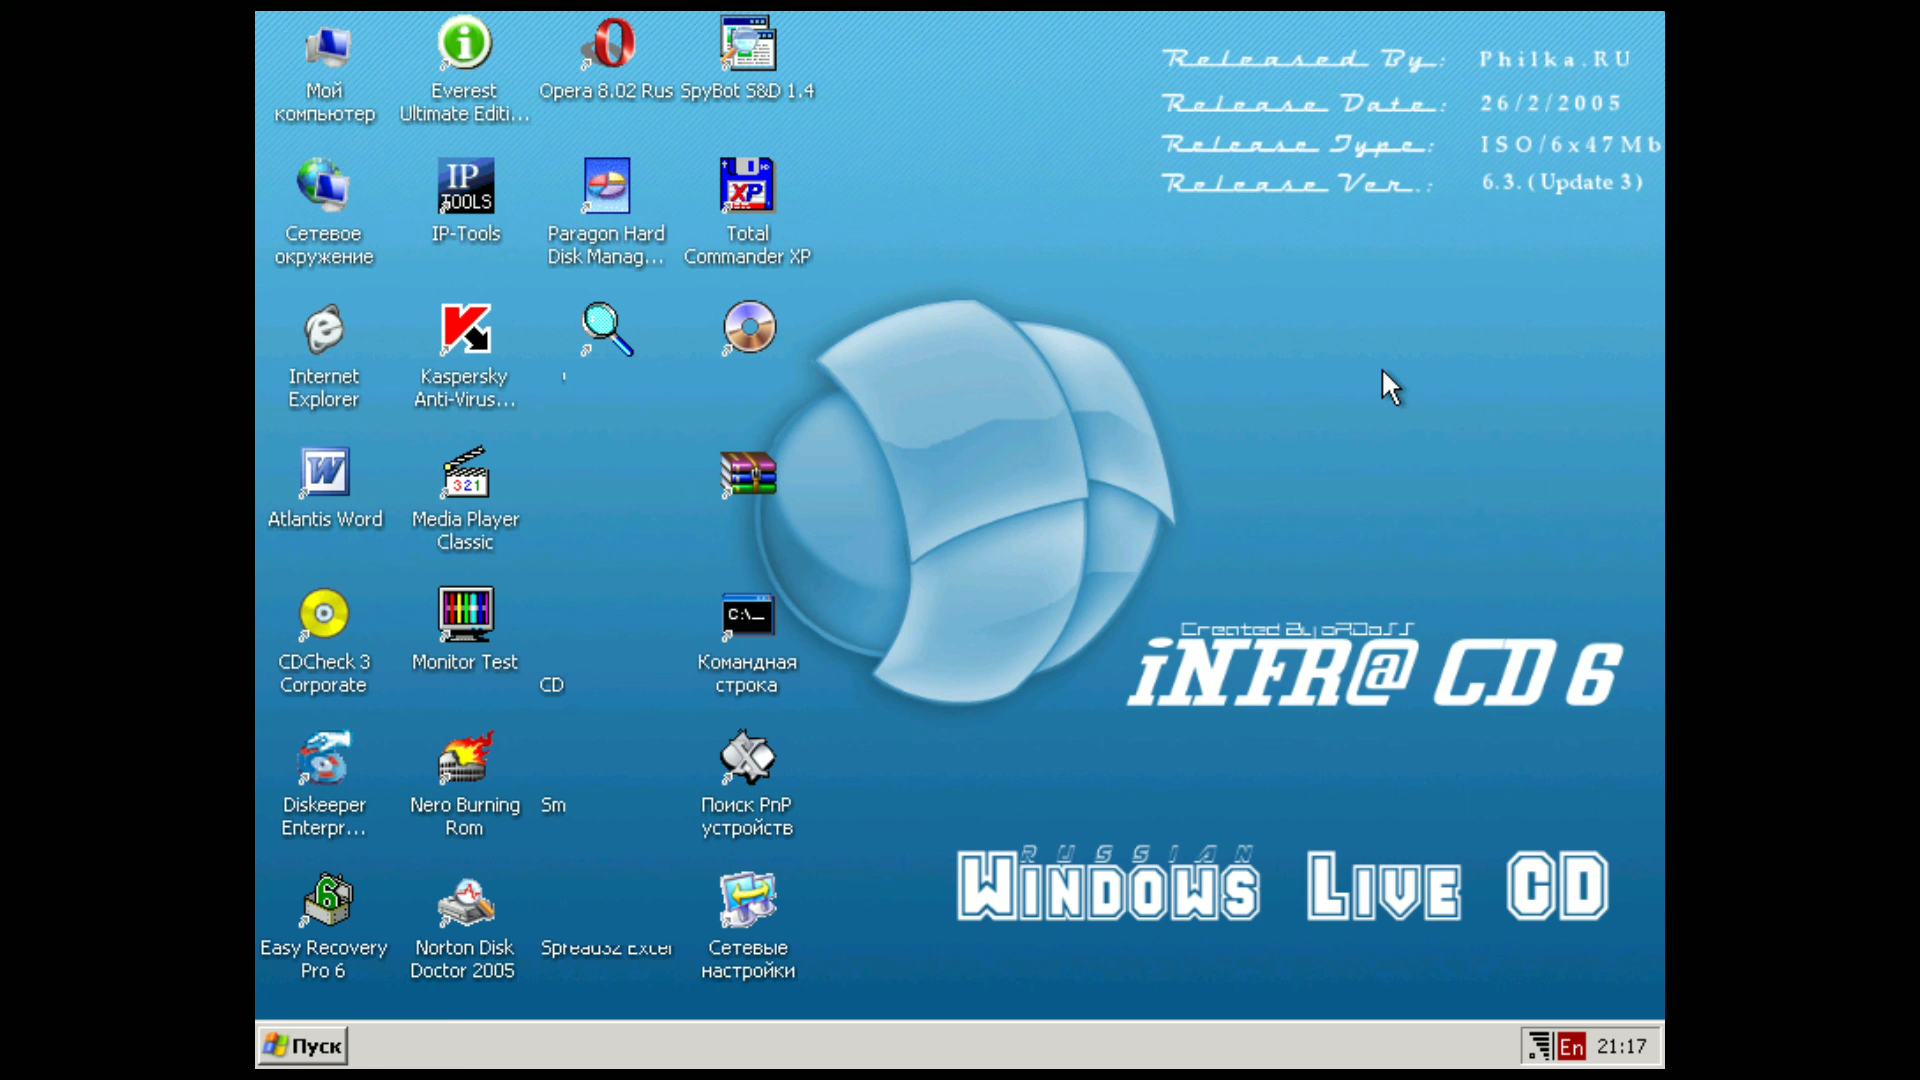 Мой
компьютер
Everest
Ultimate Editi...
Opera 8.02 Rus
SpyBot S&D 1.4
Released By: Philka.RU
Release Date: 26/2/2005
Release Type: ISO/6x47Mb
Release Ver.: 6.3.(Update 3)
Сетевое
окружение
IP
TOOLS
IP-Tools
Paragon Hard
Disk Manag...
XP
Total
Commander XP
Internet
Explorer
Kaspersky
Anti-Virus...
W
Atlantis Word
321
Media Player
Classic
CDCheck 3
Corporate
Monitor Test
CD
C:\_
Командная
строка
Created By
iNFR@ CD 6
Diskeeper
Enterpr...
Nero Burning
Rom
Sm
Поиск PnP
устройств
RUSSIAN
Windows Live CD
6
Easy Recovery
Pro 6
Norton Disk
Doctor 2005
Сетевые
настройки
Пуск
En
21:17